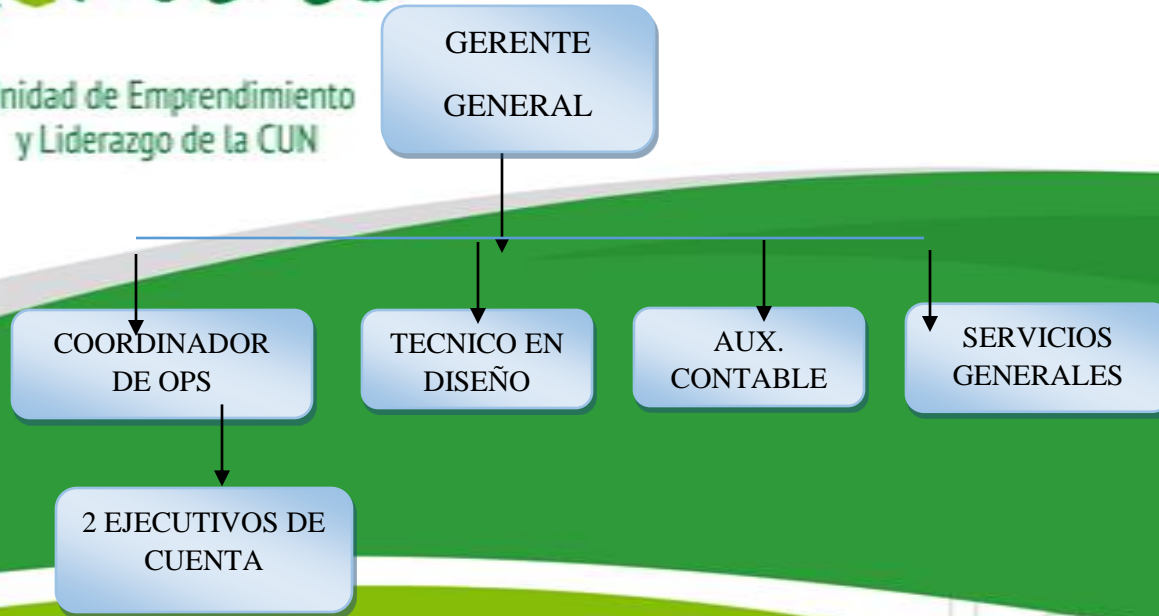 nidad de Emprendimiento
y Liderazgo de la CUN
GERENTE
GENERAL
COORDINADOR
DE OPS
TECNICO EN
DISEÑO
AUX.
CONTABLE
SERVICIOS
GENERALES
2 EJECUTIVOS DE
CUENTA